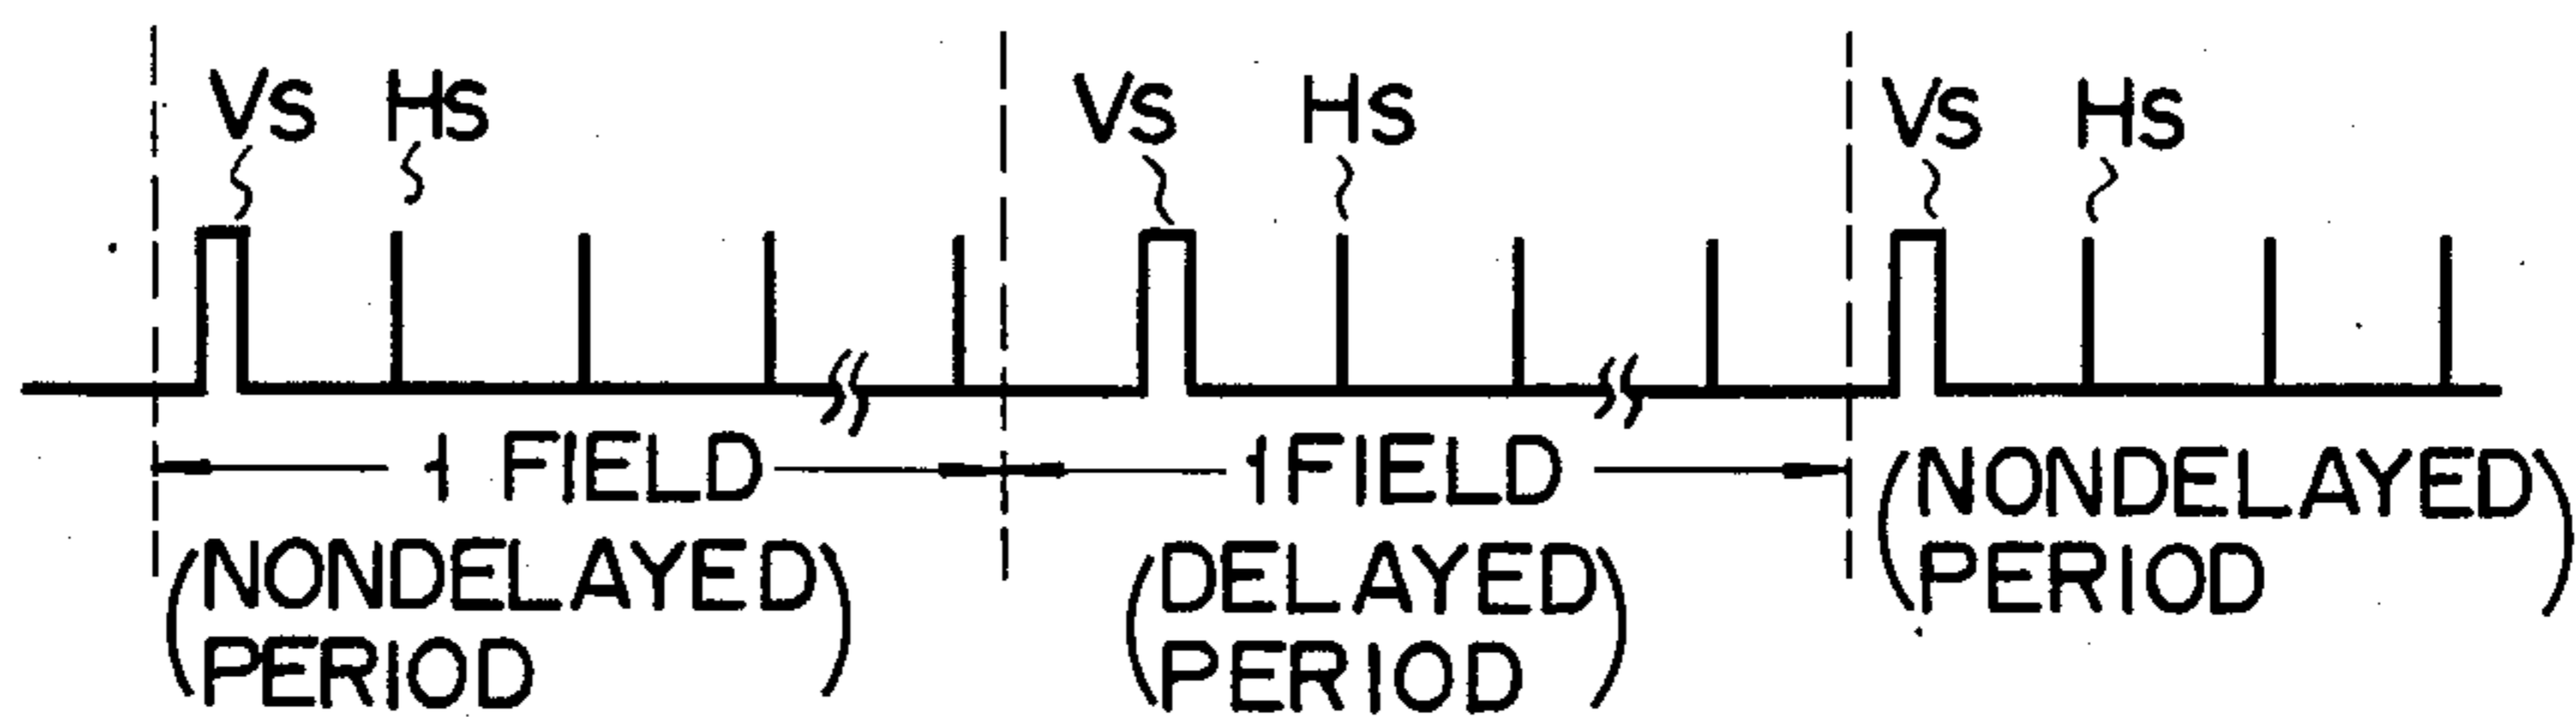 Vs Hs Vs Hs Vs Hs
1 FIELD 1 FIELD
(NONDELAYED PERIOD)
(DELAYED PERIOD)
(NONDELAYED PERIOD)